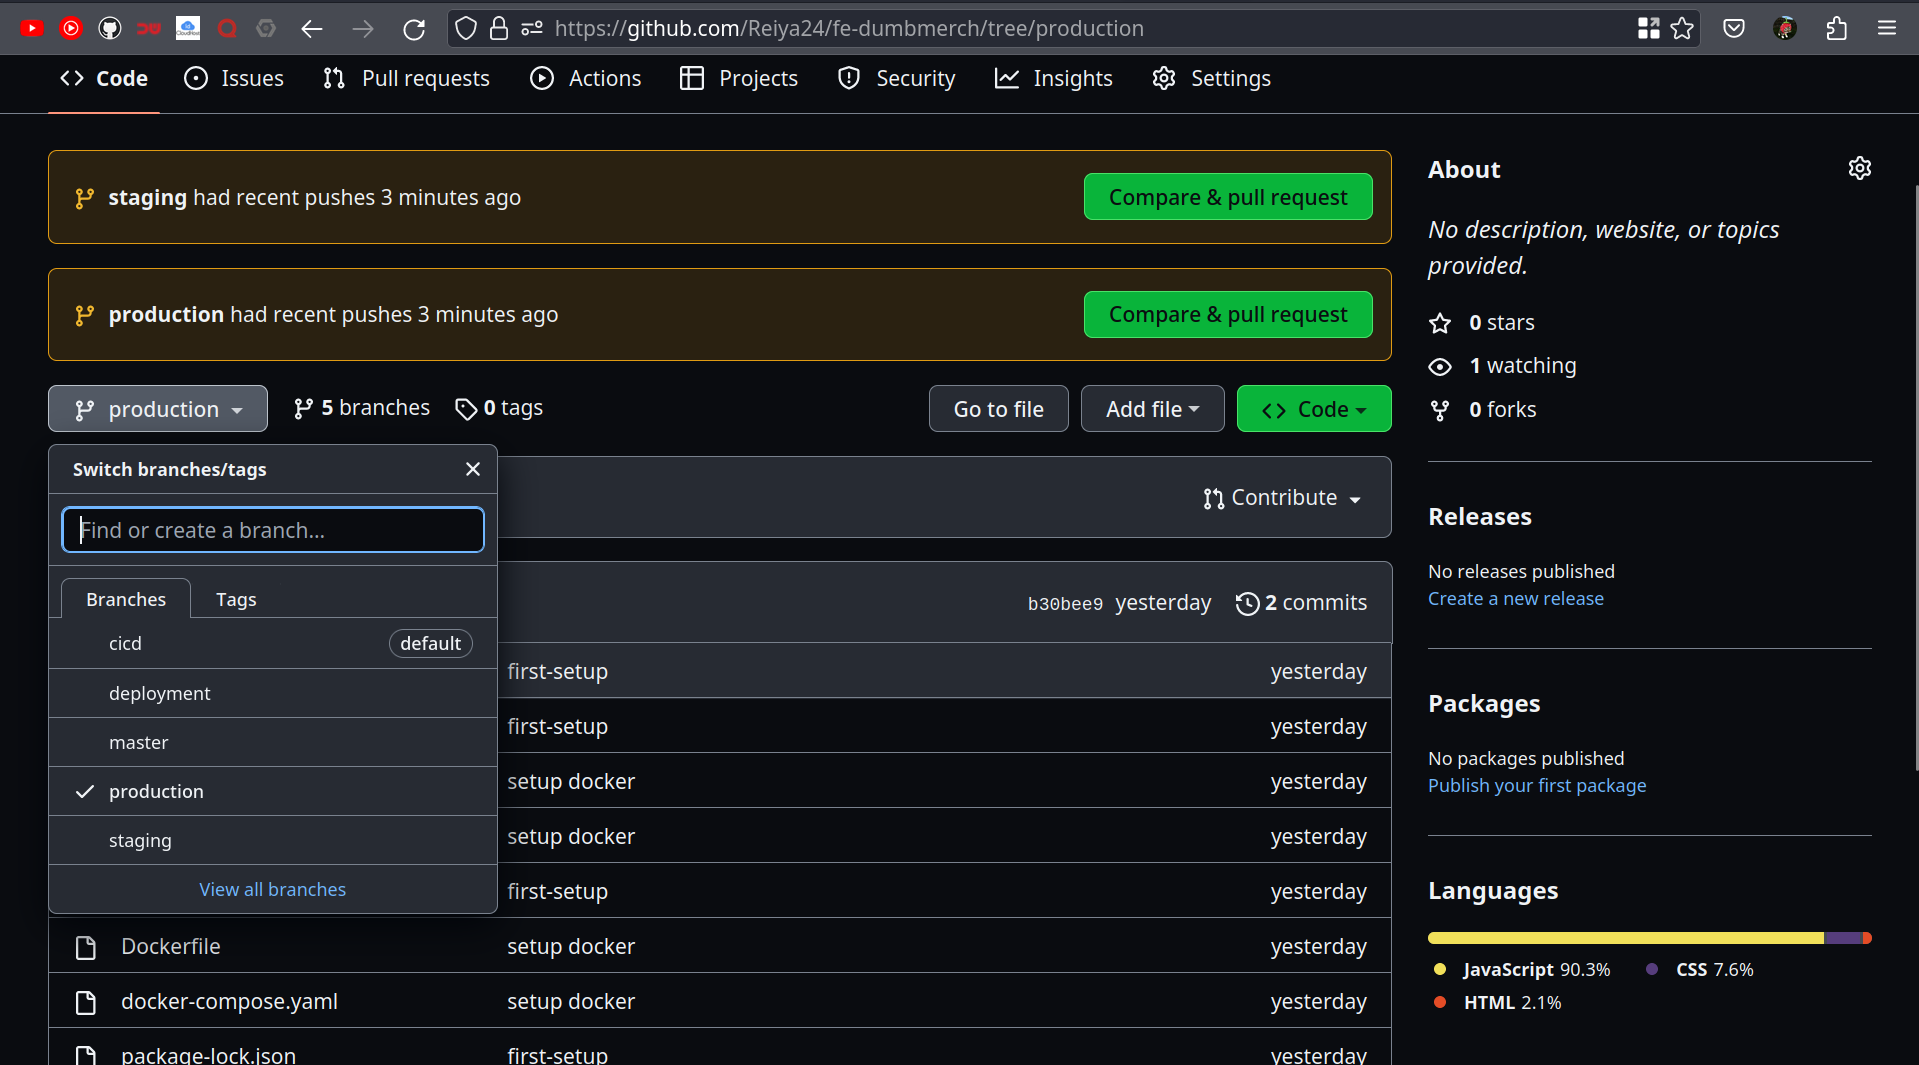 https://github.com/Reiya24/fe-dumbmerch/tree/production
Code Issues Pull requests Actions Projects Security Insights Settings
staging had recent pushes 3 minutes ago Compare & pull request
production had recent pushes 3 minutes ago Compare & pull request
production 5 branches 0 tags Go to file Add file Code
Switch branches/tags
Find or create a branch...
Branches Tags
cicd default
deployment
master
production
staging
View all branches
Contribute
b30bee9 yesterday 2 commits
first-setup yesterday
first-setup yesterday
setup docker yesterday
setup docker yesterday
first-setup yesterday
Dockerfile setup docker yesterday
docker-compose.yaml setup docker yesterday
package-lock.json first-setup yesterday
About
No description, website, or topics
provided.
0 stars
1 watching
0 forks
Releases
No releases published
Create a new release
Packages
No packages published
Publish your first package
Languages
JavaScript 90.3% CSS 7.6%
HTML 2.1%